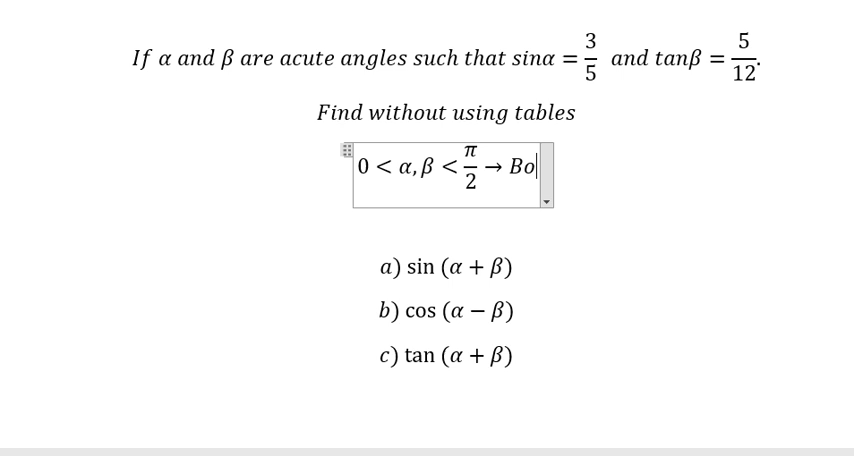 If α and β are acute angles such that sinα = 3/5 and tanβ = 5/12.
Find without using tables
0 < α, β < π/2 → Bo
a) sin (α + β)
b) cos (α − β)
c) tan (α + β)